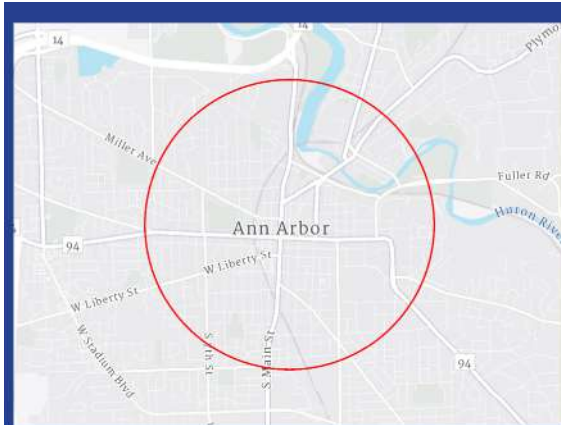 14
14
Plymo
Miller Ave
Fuller Rd
Huron River
Ann Arbor
94
W Liberty St
W Liberty St
S 7th St
W Stadium Blvd
S Main St
94